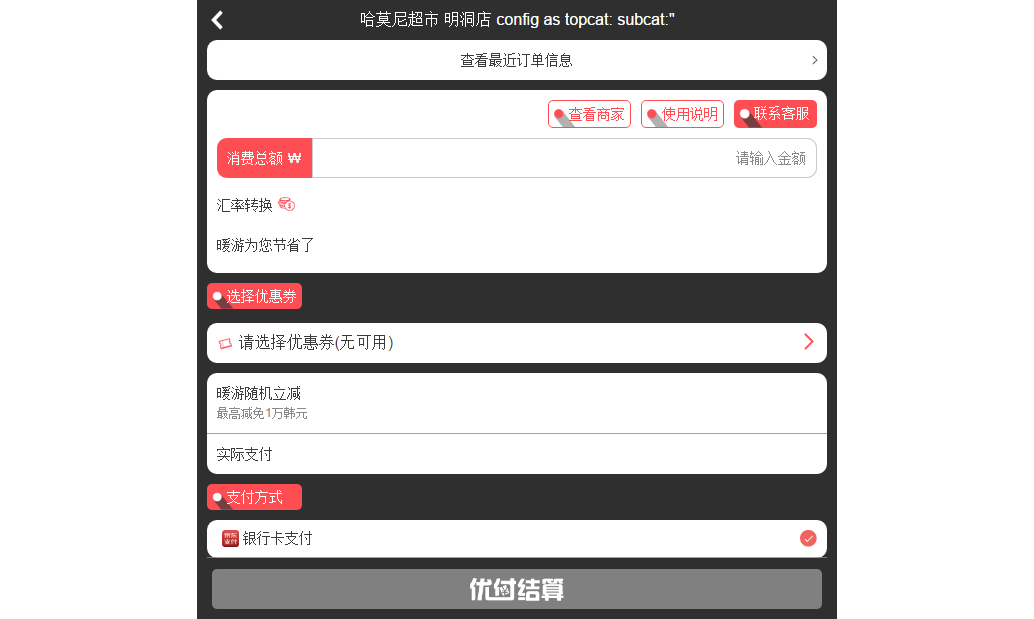 哈莫尼超市 明洞店 config as topcat: subcat:"
查看最近订单信息
查看商家 使用说明 联系客服
消费总额 ₩ 请输入金额
汇率转换
暖游为您节省了
选择优惠券
请选择优惠券(无可用)
暖游随机立减
最高减免1万韩元
实际支付
支付方式
银行卡支付
优付结算